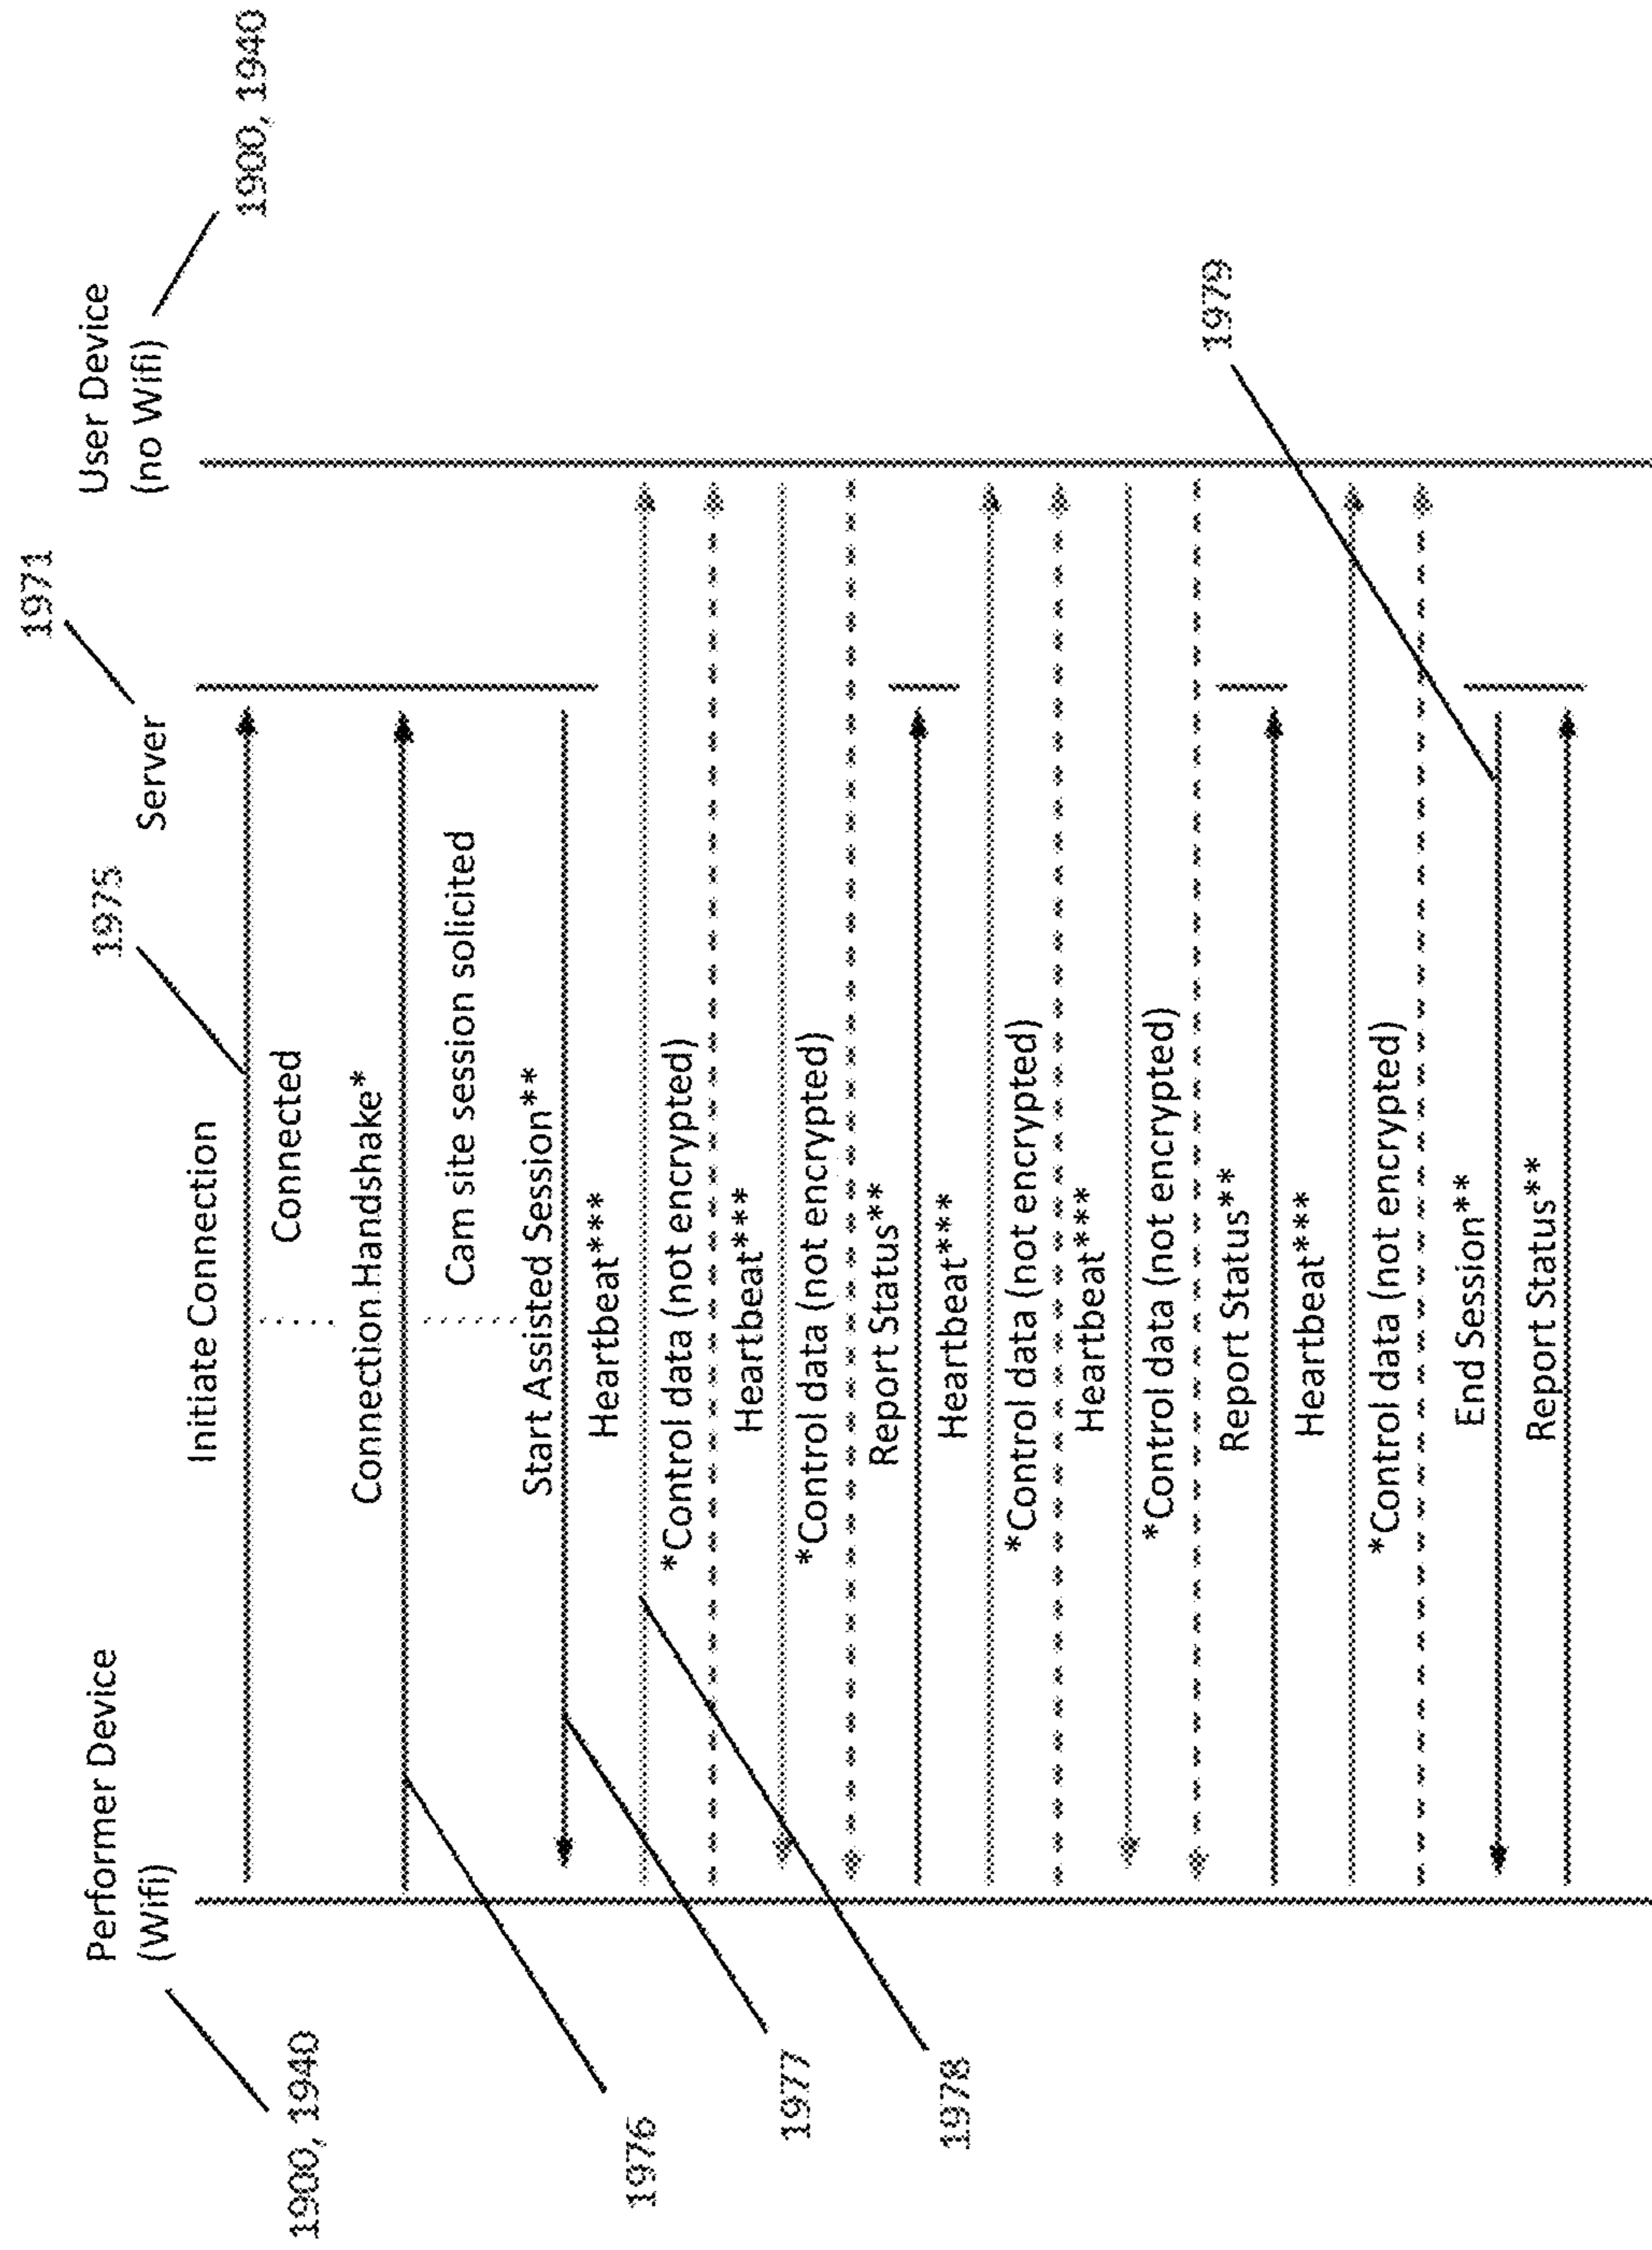 1971
1900, 1940
Performer Device
(Wifi)
1975
Server
User Device
(no Wifi)
1900, 1940
Initiate Connection
Connected
Connection Handshake*
Cam site session solicited
Start Assisted Session**
Heartbeat***
*Control data (not encrypted)
Heartbeat***
*Control data (not encrypted)
Report Status**
Heartbeat***
*Control data (not encrypted)
Heartbeat***
*Control data (not encrypted)
Report Status**
Heartbeat***
*Control data (not encrypted)
End Session**
Report Status**
1976
1977
1978
1979